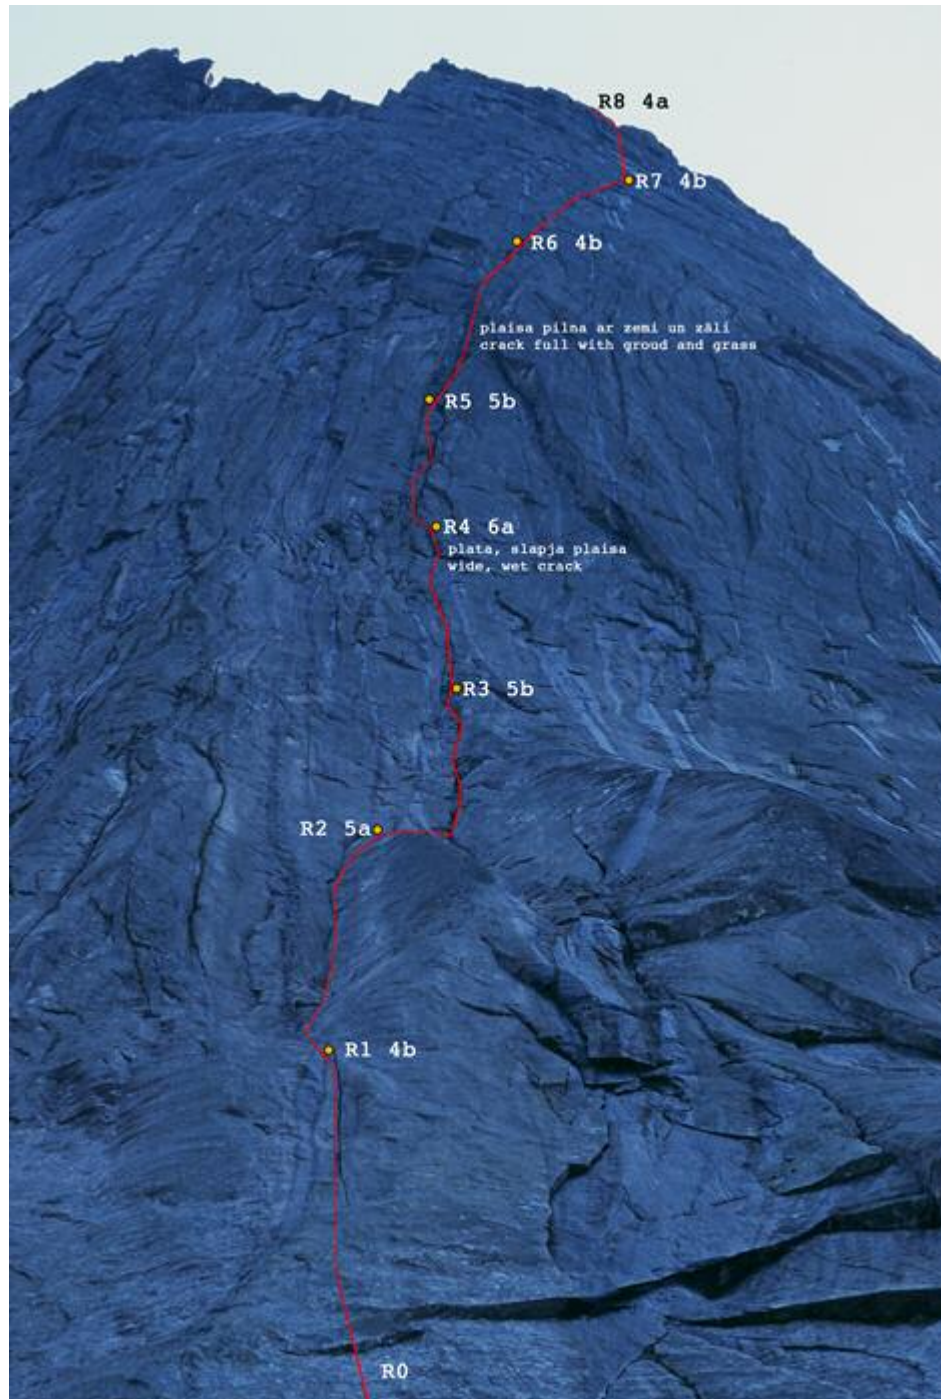 R8 4a
R7 4b
R6 4b
plaisa pilna ar zemi un zāli
crack full with groud and grass
R5 5b
R4 6a
plata, slapja plaisa
wide, wet crack
R3 5b
R2 5a
R1 4b
R0